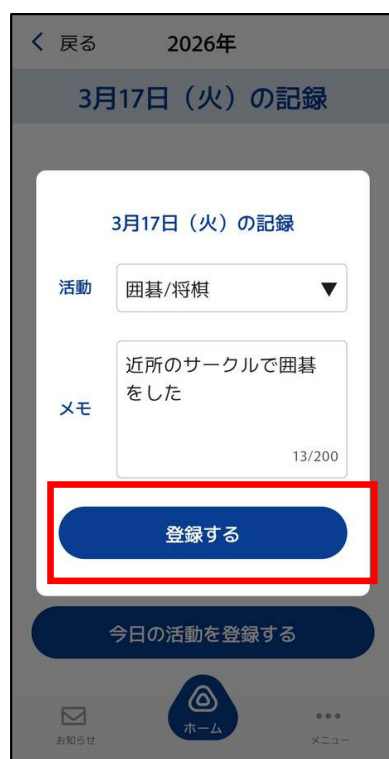 戻る 2026年
3月17日（火）の記録
3月17日（火）の記録
活動 囲碁/将棋 ▼
近所のサークルで囲碁
をした
メモ
13/200
登録する
今日の活動を登録する
お知らせ ホーム メニュー